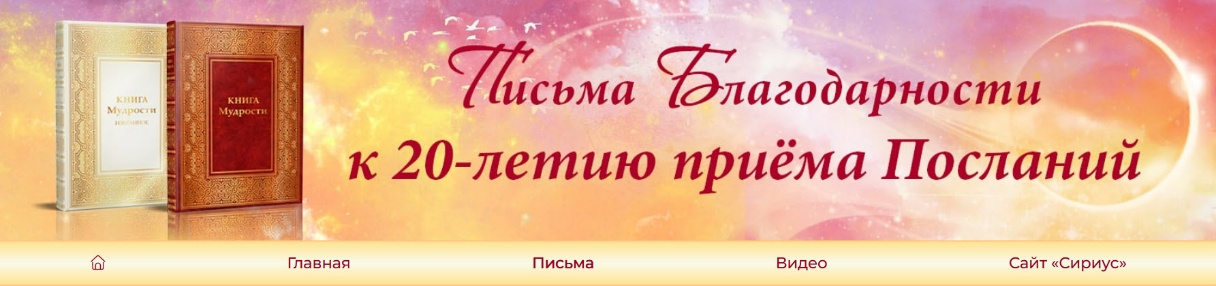 Письма Благодарности
к 20-летию приёма Посланий
КНИГА
Мудрости
КНИГА
Мудрости
Главная
Письма
Видео
Сайт «Сириус»